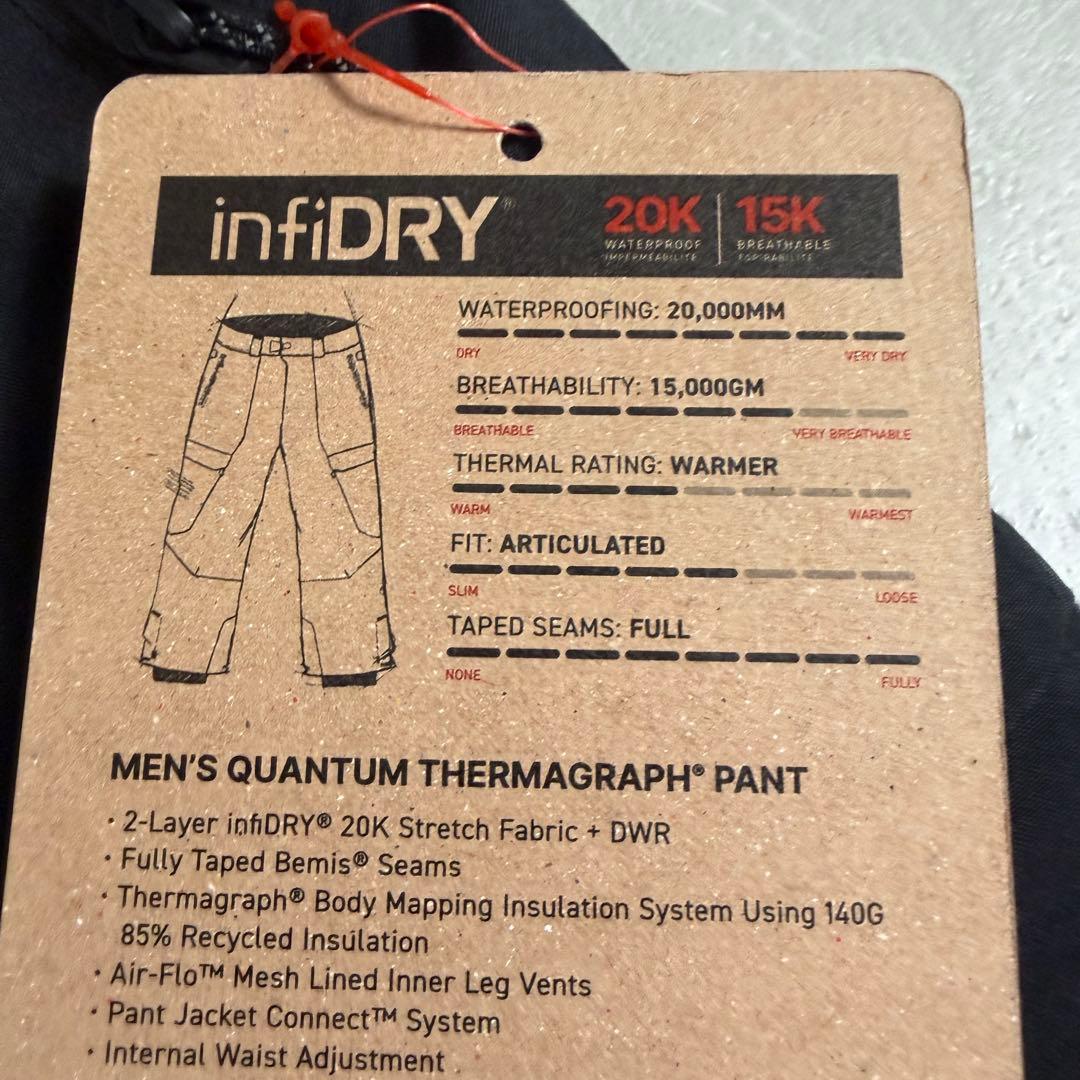 infiDRY®
20K
WATERPROOF
IMPERMÉABILITÉ
15K
BREATHABLE
WATERPROOFING: 20,000MM
DRY
VERY DRY
BREATHABILITY: 15,000GM
BREATHABLE
VERY BREATHABLE
THERMAL RATING: WARMER
WARM
WARMEST
FIT: ARTICULATED
SLIM
LOOSE
TAPED SEAMS: FULL
NONE
FULLY
MEN'S QUANTUM THERMAGRAPH® PANT
· 2-Layer infiDRY® 20K Stretch Fabric + DWR
· Fully Taped Bemis® Seams
· Thermagraph® Body Mapping Insulation System Using 140G
85% Recycled Insulation
· Air-Flo™ Mesh Lined Inner Leg Vents
· Pant Jacket Connect™ System
· Internal Waist Adjustment